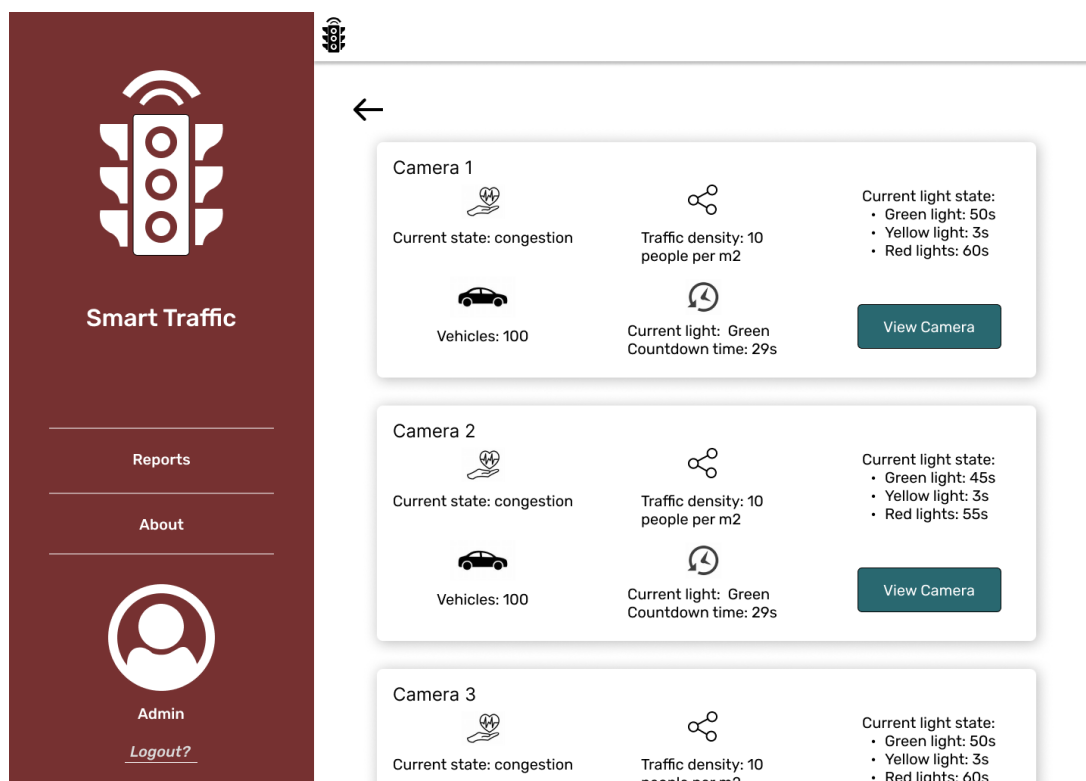 Smart Traffic
Reports
About
Admin
Logout?
Camera 1
Current state: congestion
Traffic density: 10
people per m2
Current light state:
• Green light: 50s
• Yellow light: 3s
• Red lights: 60s
Vehicles: 100
Current light: Green
Countdown time: 29s
View Camera
Camera 2
Current state: congestion
Traffic density: 10
people per m2
Current light state:
• Green light: 45s
• Yellow light: 3s
• Red lights: 55s
Vehicles: 100
Current light: Green
Countdown time: 29s
View Camera
Camera 3
Current state: congestion
Traffic density: 10
people per m2
Current light state:
• Green light: 50s
• Yellow light: 3s
• Red lights: 60s